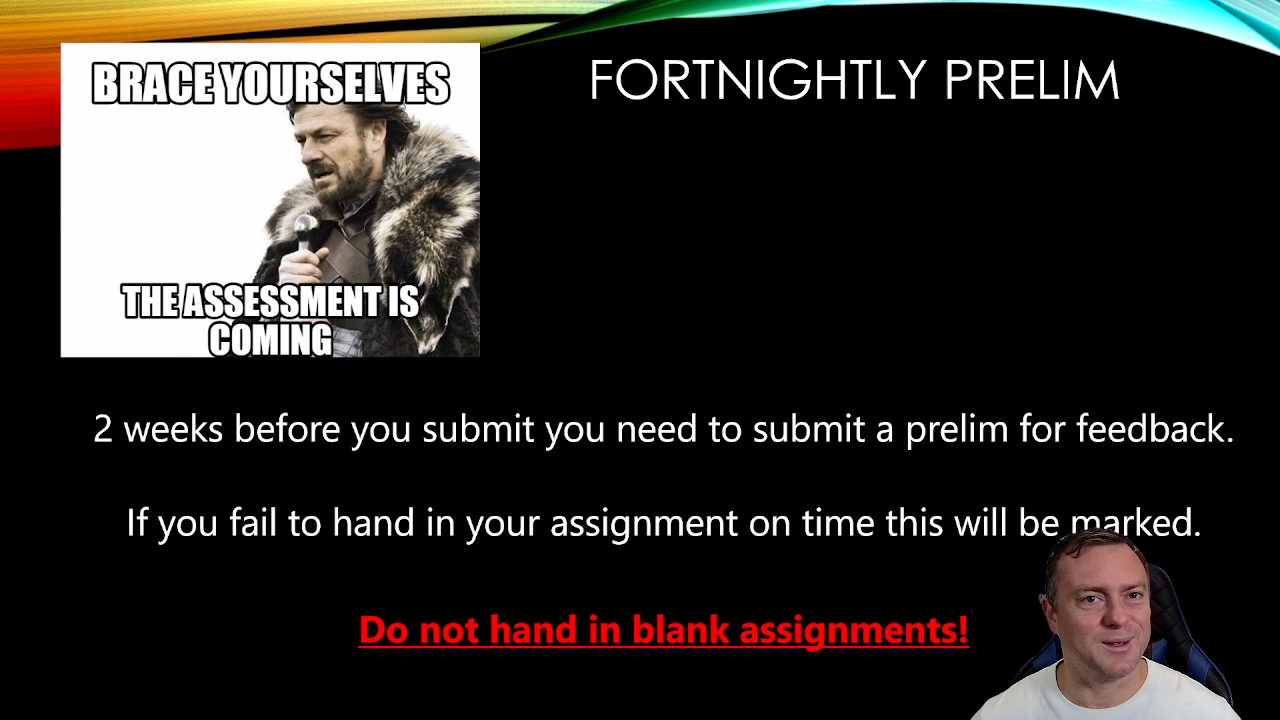 BRACE YOURSELVES
THE ASSESSMENT IS
COMING
FORTNIGHTLY PRELIM
2 weeks before you submit you need to submit a prelim for feedback.
If you fail to hand in your assignment on time this will be marked.
Do not hand in blank assignments!